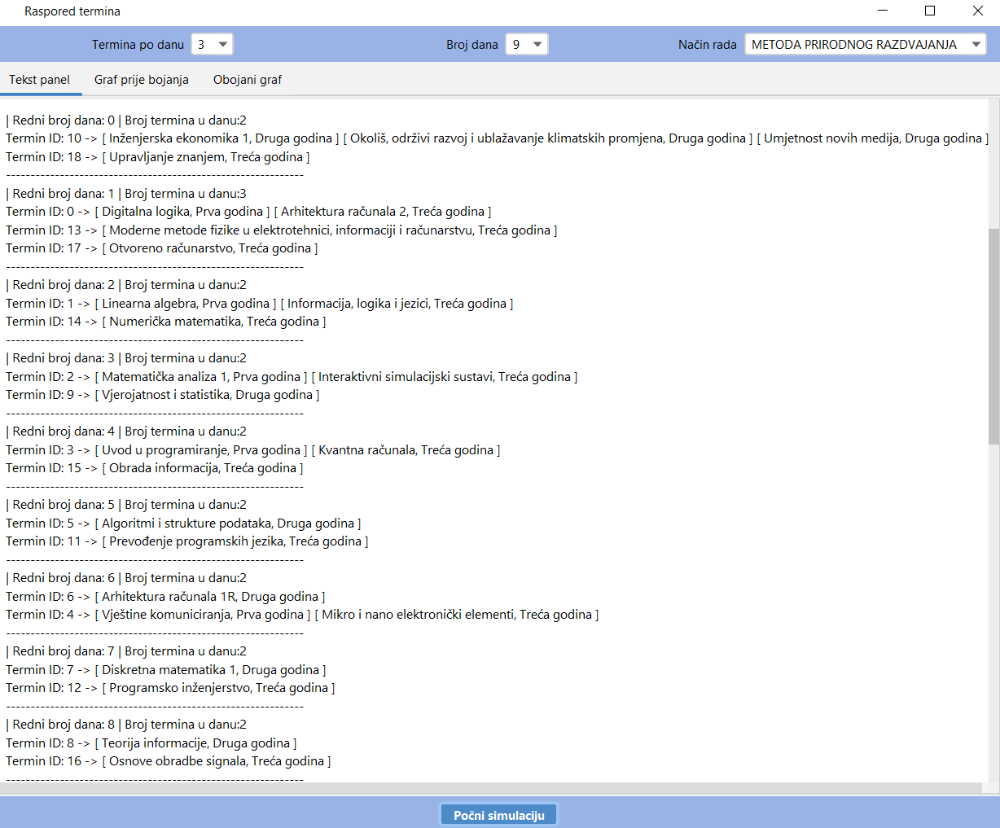 Raspored termina
Termina po danu 3 Broj dana 9 Način rada METODA PRIRODNOG RAZDVAJANJA
Tekst panel Graf prije bojanja Obojani graf
| Redni broj dana: 0 | Broj termina u danu:2
Termin ID: 10 -> [ Inženjerska ekonomika 1, Druga godina ] [ Okoliš, održivi razvoj i ublažavanje klimatskih promjena, Druga godina ] [ Umjetnost novih medija, Druga godina ]
Termin ID: 18 -> [ Upravljanje znanjem, Treća godina ]
-------------------------------------------------------------
| Redni broj dana: 1 | Broj termina u danu:3
Termin ID: 0 -> [ Digitalna logika, Prva godina ] [ Arhitektura računala 2, Treća godina ]
Termin ID: 13 -> [ Moderne metode fizike u elektrotehnici, informaciji i računarstvu, Treća godina ]
Termin ID: 17 -> [ Otvoreno računarstvo, Treća godina ]
-------------------------------------------------------------
| Redni broj dana: 2 | Broj termina u danu:2
Termin ID: 1 -> [ Linearna algebra, Prva godina ] [ Informacija, logika i jezici, Treća godina ]
Termin ID: 14 -> [ Numerička matematika, Treća godina ]
-------------------------------------------------------------
| Redni broj dana: 3 | Broj termina u danu:2
Termin ID: 2 -> [ Matematička analiza 1, Prva godina ] [ Interaktivni simulacijski sustavi, Treća godina ]
Termin ID: 9 -> [ Vjerojatnost i statistika, Druga godina ]
-------------------------------------------------------------
| Redni broj dana: 4 | Broj termina u danu:2
Termin ID: 3 -> [ Uvod u programiranje, Prva godina ] [ Kvantna računala, Treća godina ]
Termin ID: 15 -> [ Obrada informacija, Treća godina ]
-------------------------------------------------------------
| Redni broj dana: 5 | Broj termina u danu:2
Termin ID: 5 -> [ Algoritmi i strukture podataka, Druga godina ]
Termin ID: 11 -> [ Prevođenje programskih jezika, Treća godina ]
-------------------------------------------------------------
| Redni broj dana: 6 | Broj termina u danu:2
Termin ID: 6 -> [ Arhitektura računala 1R, Druga godina ]
Termin ID: 4 -> [ Vještine komuniciranja, Prva godina ] [ Mikro i nano elektronički elementi, Treća godina ]
-------------------------------------------------------------
| Redni broj dana: 7 | Broj termina u danu:2
Termin ID: 7 -> [ Diskretna matematika 1, Druga godina ]
Termin ID: 12 -> [ Programsko inženjerstvo, Treća godina ]
-------------------------------------------------------------
| Redni broj dana: 8 | Broj termina u danu:2
Termin ID: 8 -> [ Teorija informacije, Druga godina ]
Termin ID: 16 -> [ Osnove obradbe signala, Treća godina ]
-------------------------------------------------------------
Počni simulaciju